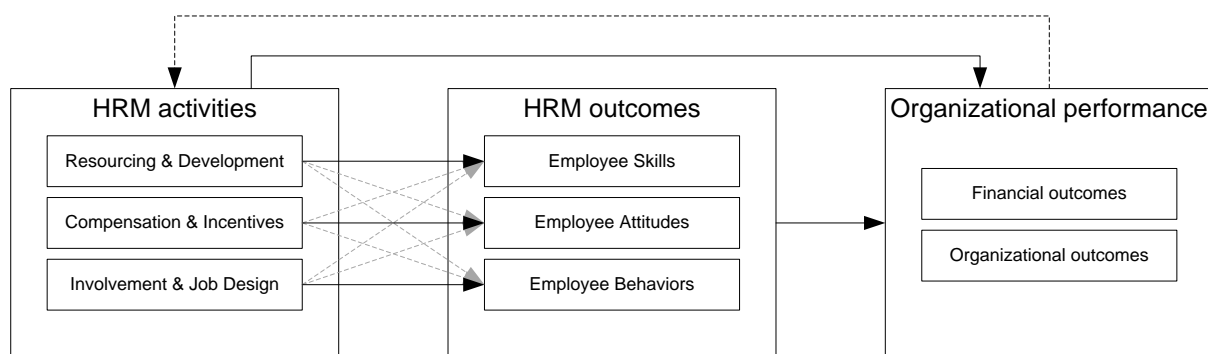 HRM activities
Resourcing & Development
Compensation & Incentives
Involvement & Job Design
HRM outcomes
Employee Skills
Employee Attitudes
Employee Behaviors
Organizational performance
Financial outcomes
Organizational outcomes